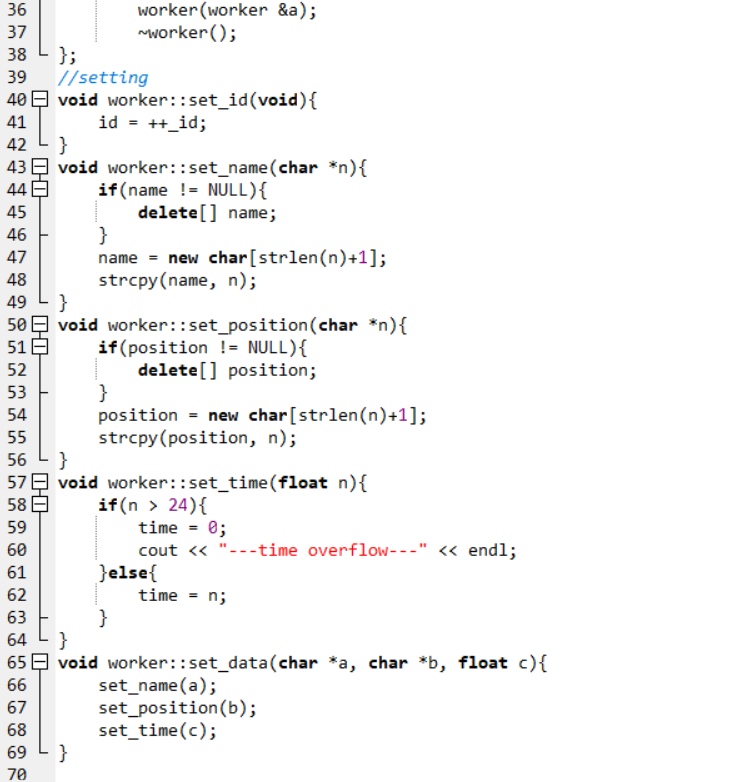 36 worker(worker &a);
37 ~worker();
38 };
39 //setting
40 void worker::set_id(void){
41 id = ++_id;
42 }
43 void worker::set_name(char *n){
44 if(name != NULL){
45 delete[] name;
46 }
47 name = new char[strlen(n)+1];
48 strcpy(name, n);
49 }
50 void worker::set_position(char *n){
51 if(position != NULL){
52 delete[] position;
53 }
54 position = new char[strlen(n)+1];
55 strcpy(position, n);
56 }
57 void worker::set_time(float n){
58 if(n > 24){
59 time = 0;
60 cout << "---time overflow---" << endl;
61 }else{
62 time = n;
63 }
64 }
65 void worker::set_data(char *a, char *b, float c){
66 set_name(a);
67 set_position(b);
68 set_time(c);
69 }
70